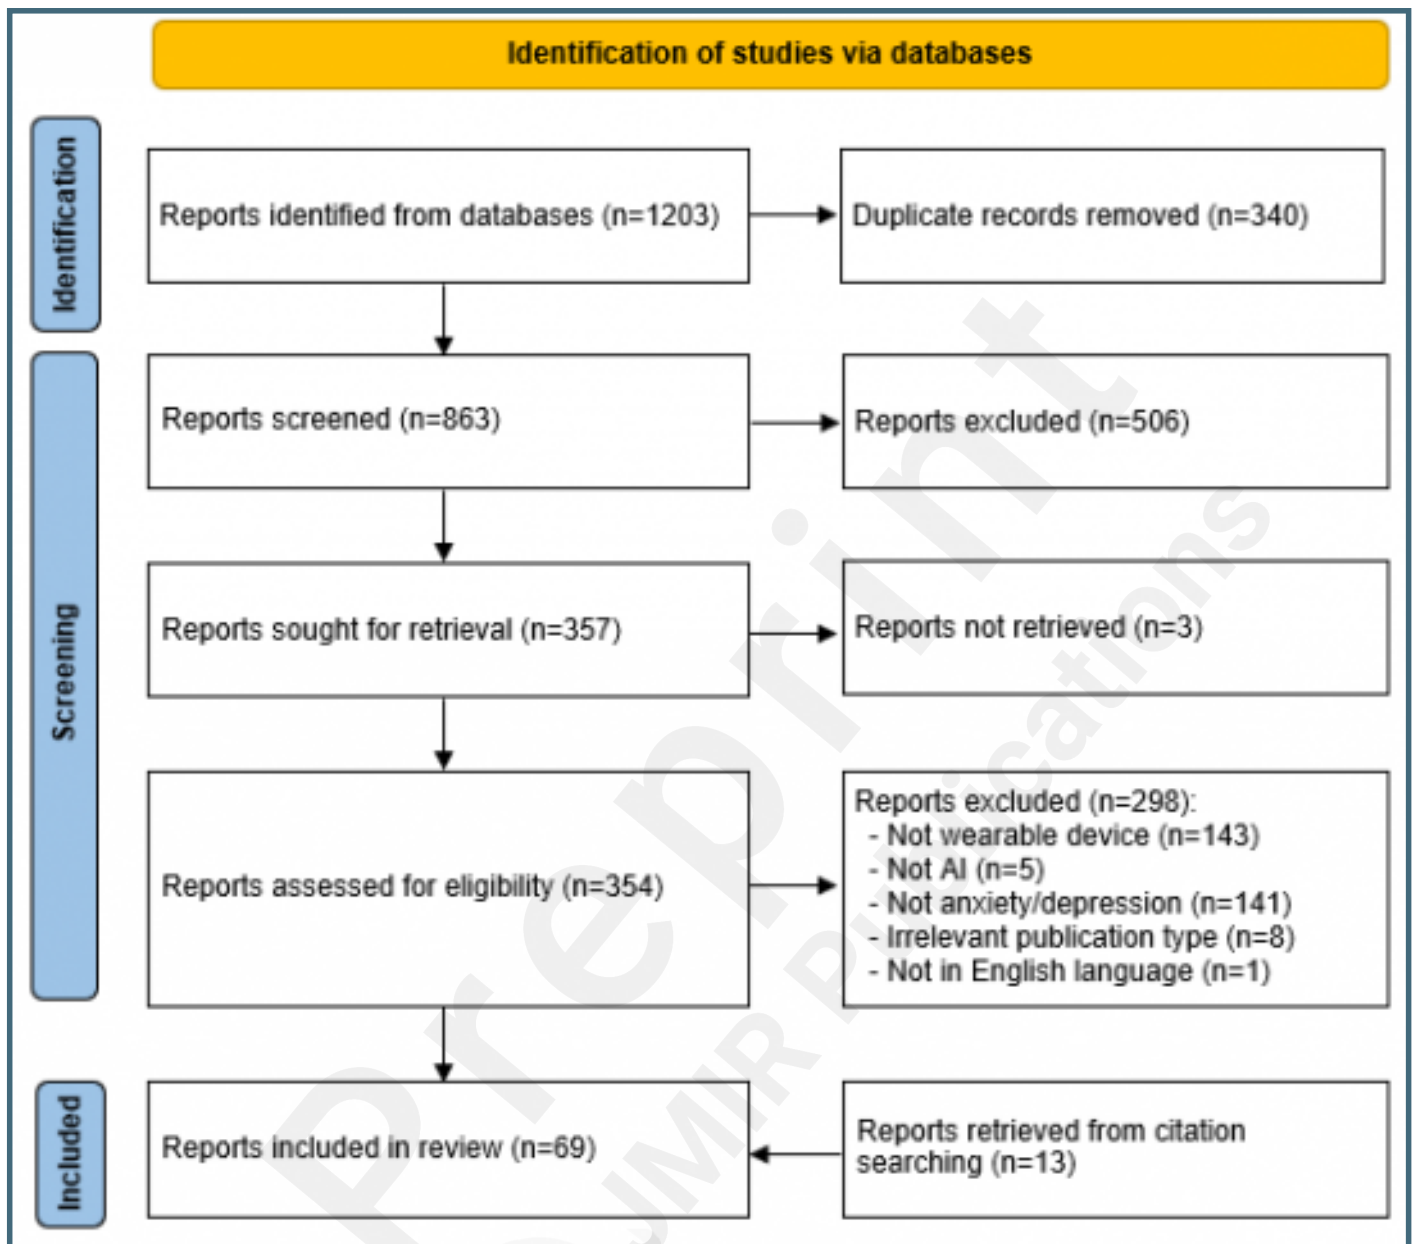 Identification of studies via databases
Identification
Reports identified from databases (n=1203)
Duplicate records removed (n=340)
Screening
Reports screened (n=863)
Reports excluded (n=506)
Reports sought for retrieval (n=357)
Reports not retrieved (n=3)
Reports assessed for eligibility (n=354)
Reports excluded (n=298):
- Not wearable device (n=143)
- Not AI (n=5)
- Not anxiety/depression (n=141)
- Irrelevant publication type (n=8)
- Not in English language (n=1)
Included
Reports included in review (n=69)
Reports retrieved from citation
searching (n=13)
Preprint
JMIR Publications